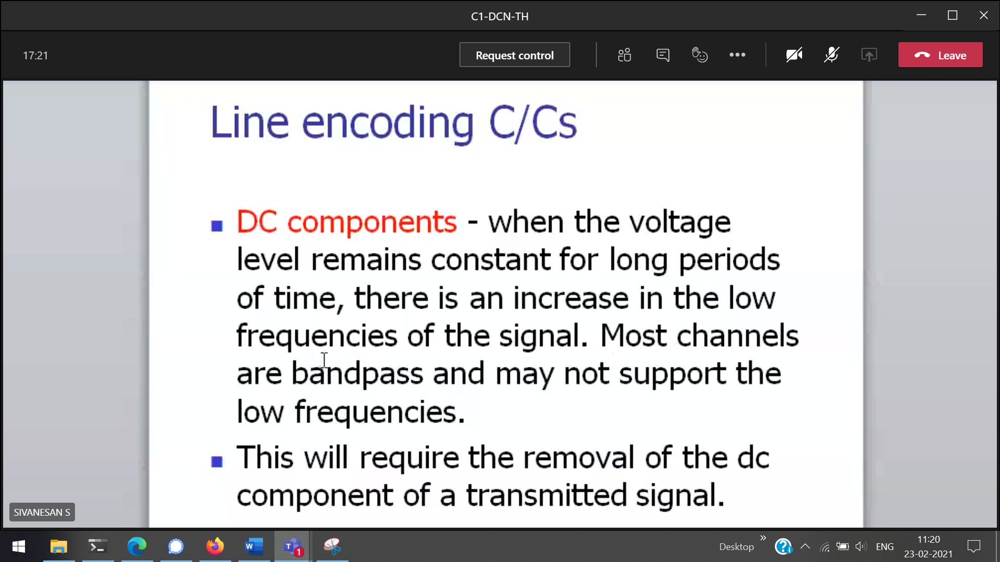 C1-DCN-TH
17:21
Request control
Leave
Line encoding C/Cs
DC components - when the voltage
level remains constant for long periods
of time, there is an increase in the low
frequencies of the signal. Most channels
are bandpass and may not support the
low frequencies.
This will require the removal of the dc
component of a transmitted signal.
SIVANESAN S
W
T
1
Desktop
»
?
i
ENG
11:20
23-02-2021